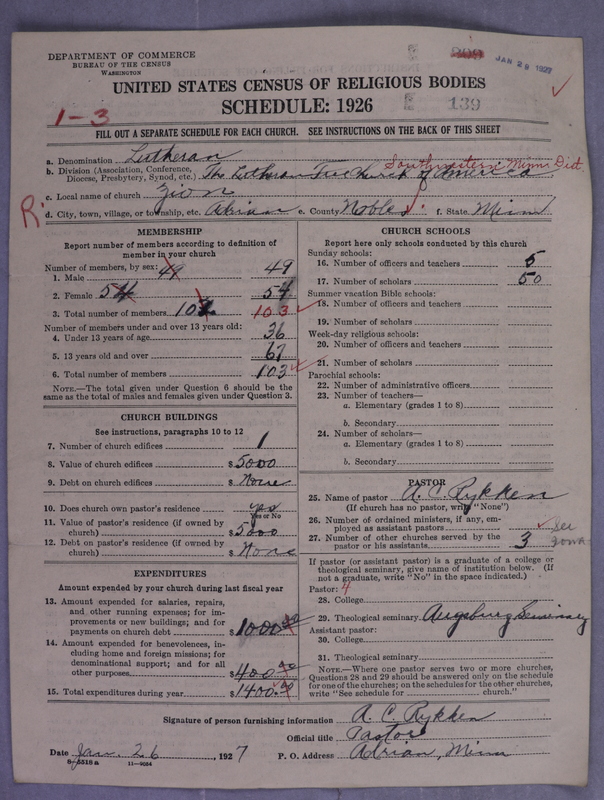 DEPARTMENT OF COMMERCE
BUREAU OF THE CENSUS
WASHINGTON
JAN 29 1927
UNITED STATES CENSUS OF RELIGIOUS BODIES
SCHEDULE: 1926
139
1-3
FILL OUT A SEPARATE SCHEDULE FOR EACH CHURCH. SEE INSTRUCTIONS ON THE BACK OF THIS SHEET
a. Denomination Lutheran
Southwestern Minn Dist.
b. Division (Association, Conference, Diocese, Presbytery, Synod, etc.) The Lutheran Free Church of America
c. Local name of church Zion
R.
d. City, town, village, or township, etc. Adrian e. County Nobles f. State Minn
MEMBERSHIP
Report number of members according to definition of member in your church
Number of members, by sex:
1. Male 49 49
2. Female 54 54
3. Total number of members 103
Number of members under and over 13 years old:
4. Under 13 years of age 36
5. 13 years old and over 67
6. Total number of members 103
NOTE.—The total given under Question 6 should be the same as the total of males and females given under Question 3.
CHURCH BUILDINGS
See instructions, paragraphs 10 to 12
7. Number of church edifices 1
8. Value of church edifices $ 5000
9. Debt on church edifices $ None
10. Does church own pastor's residence yes
Yes or No
11. Value of pastor's residence (if owned by church) $ 5000
12. Debt on pastor's residence (if owned by church) $ None
EXPENDITURES
Amount expended by your church during last fiscal year
13. Amount expended for salaries, repairs, and other running expenses; for improvements or new buildings; and for payments on church debt $ 1000.00
14. Amount expended for benevolences, including home and foreign missions; for denominational support; and for all other purposes $ 400.00
15. Total expenditures during year $ 1400.00
CHURCH SCHOOLS
Report here only schools conducted by this church
Sunday schools:
16. Number of officers and teachers 5
17. Number of scholars 50
Summer vacation Bible schools:
18. Number of officers and teachers
19. Number of scholars
Week-day religious schools:
20. Number of officers and teachers
21. Number of scholars
Parochial schools:
22. Number of administrative officers
23. Number of teachers—
a. Elementary (grades 1 to 8)
b. Secondary
24. Number of scholars—
a. Elementary (grades 1 to 8)
b. Secondary
PASTOR
25. Name of pastor A. C. Rykken
(If church has no pastor, write "None")
26. Number of ordained ministers, if any, employed as assistant pastors
27. Number of other churches served by the pastor or his assistants 3 See Iowa
If pastor (or assistant pastor) is a graduate of a college or theological seminary, give name of institution below. (If not a graduate, write "No" in the space indicated.)
Pastor: 4
28. College
29. Theological seminary Augsburg Seminary
Assistant pastor:
30. College
31. Theological seminary
NOTE.—Where one pastor serves two or more churches, Questions 28 and 29 should be answered only on the schedule for one of the churches; on the schedules for the other churches, write "See schedule for church."
Signature of person furnishing information A. C. Rykken
Official title Pastor
Date Jan. 26, 1927 P. O. Address Adrian, Minn
8-5518a 11-9054